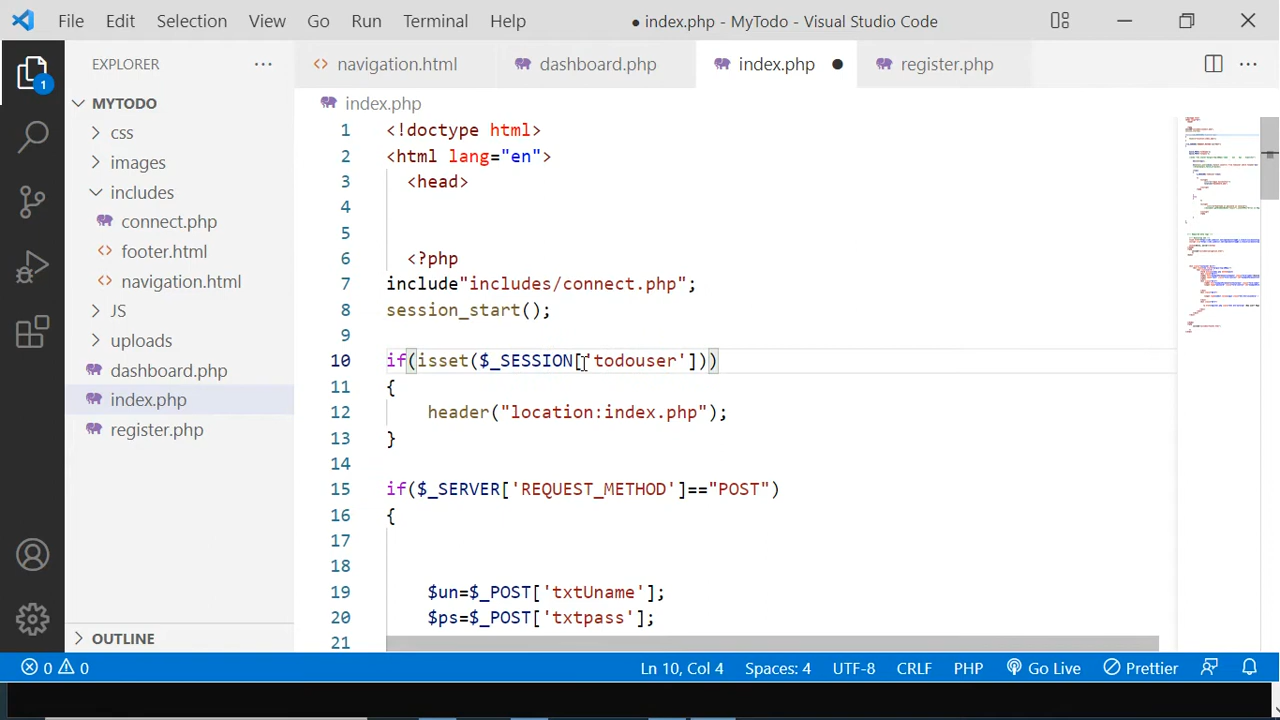 File Edit Selection View Go Run Terminal Help ● index.php - MyTodo - Visual Studio Code
EXPLORER ...
navigation.html dashboard.php index.php register.php
MYTODO
css
images
includes
connect.php
footer.html
navigation.html
JS
uploads
dashboard.php
index.php
register.php
OUTLINE
index.php
1 <!doctype html>
2 <html lang="en">
3 <head>
4
5
6 <?php
7 include"includes/connect.php";
8 session_start();
9
10 if(isset($_SESSION['todouser']))
11 {
12 header("location:index.php");
13 }
14
15 if($_SERVER['REQUEST_METHOD']=="POST")
16 {
17
18
19 $un=$_POST['txtUname'];
20 $ps=$_POST['txtpass'];
21
1
0 0 Ln 10, Col 4 Spaces: 4 UTF-8 CRLF PHP Go Live Prettier